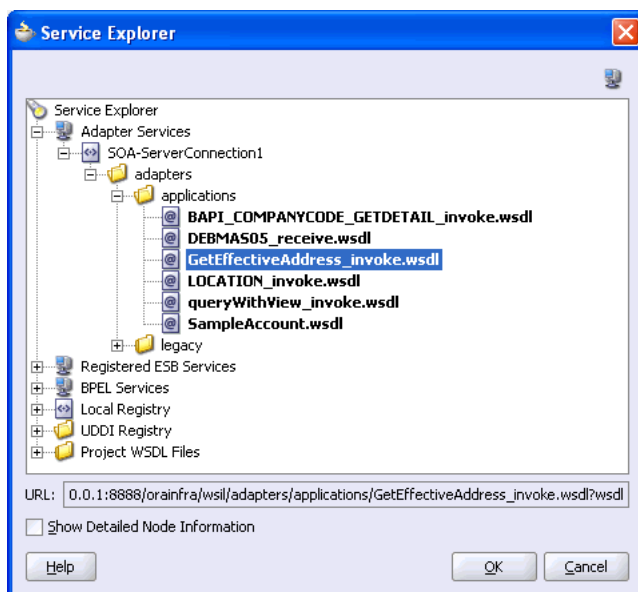 Service Explorer
Service Explorer
Adapter Services
SOA-ServerConnection1
adapters
applications
BAPI_COMPANYCODE_GETDETAIL_invoke.wsdl
DEBMAS05_receive.wsdl
GetEffectiveAddress_invoke.wsdl
LOCATION_invoke.wsdl
queryWithView_invoke.wsdl
SampleAccount.wsdl
legacy
Registered ESB Services
BPEL Services
Local Registry
UDDI Registry
Project WSDL Files
URL: 0.0.1:8888/orainfra/wsil/adapters/applications/GetEffectiveAddress_invoke.wsdl?wsdl
Show Detailed Node Information
Help OK Cancel